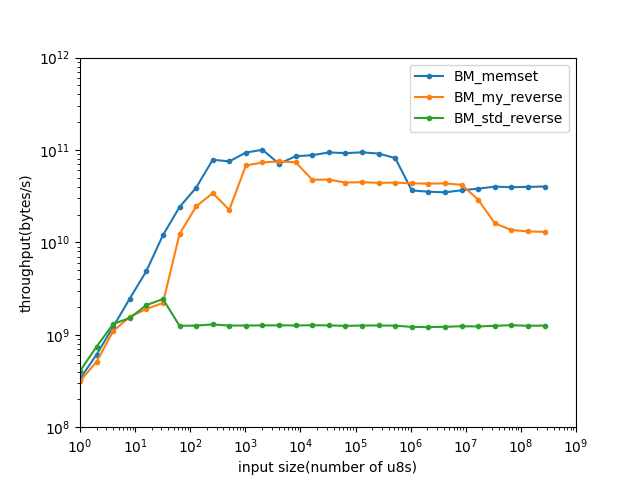 10^12
10^11
10^10
10^9
10^8
throughput(bytes/s)
BM_memset
BM_my_reverse
BM_std_reverse
10^0 10^1 10^2 10^3 10^4 10^5 10^6 10^7 10^8 10^9
input size(number of u8s)